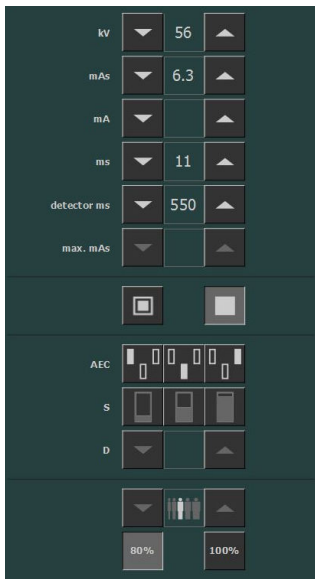 kV 56
mAs 6.3
mA
ms 11
detector ms 550
max. mAs
AEC
S
D
80% 100%